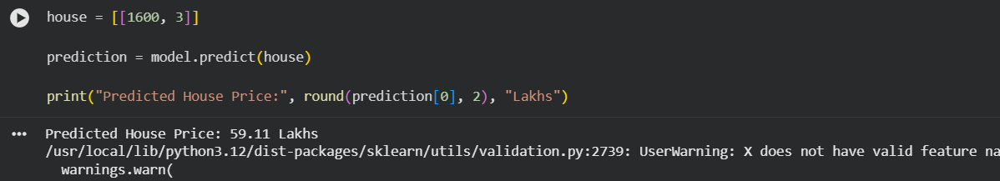 house = [[1600, 3]]
prediction = model.predict(house)
print("Predicted House Price:", round(prediction[0], 2), "Lakhs")
Predicted House Price: 59.11 Lakhs
/usr/local/lib/python3.12/dist-packages/sklearn/utils/validation.py:2739: UserWarning: X does not have valid feature na
warnings.warn(